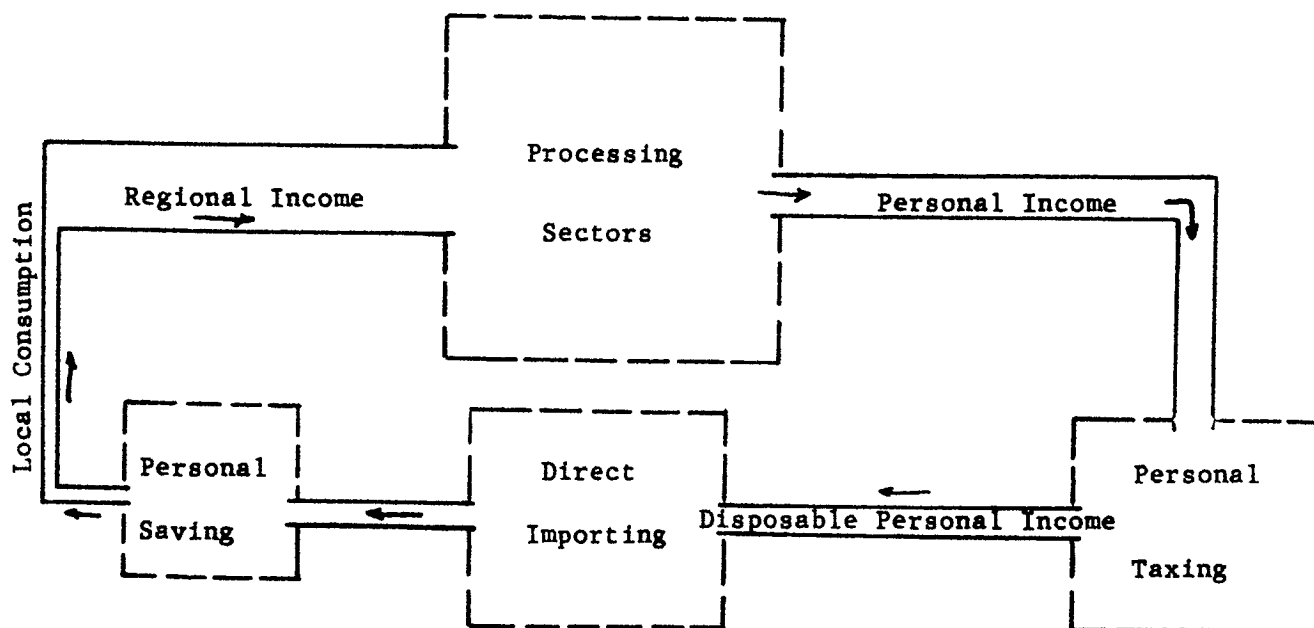 Processing
Sectors
Regional Income
Personal Income
Local Consumption
Personal
Saving
Direct
Importing
Disposable Personal Income
Personal
Taxing